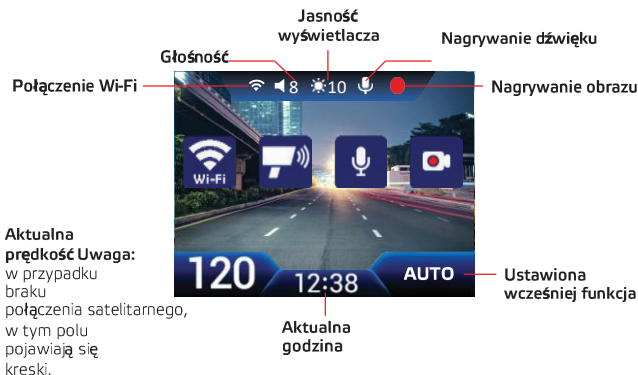 Jasność
wyświetlacza
Głośność
Nagrywanie dźwięku
Połączenie Wi-Fi
8 10
Nagrywanie obrazu
Wi-Fi
Aktualna
prędkość Uwaga:
w przypadku
braku
połączenia satelitarnego,
w tym polu
pojawiają się
kreski.
120
12:38
AUTO
Ustawiona
wcześniej funkcja
Aktualna
godzina